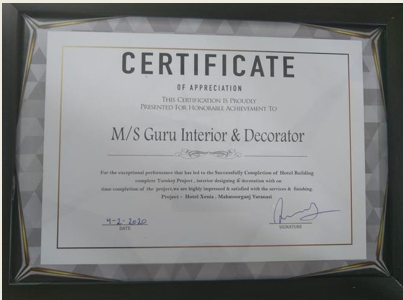 CERTIFICATE
OF APPRECIATION
THIS CERTIFICATION IS PROUDLY
PRESENTED FOR HONORABLE ACHIEVEMENT TO
M/S Guru Interior & Decorator
For the exceptional performance that has led to the Successfully Completion of Hotel Building
complete Turnkey Project . interior designing & decoration with on
time completion of the project.we are highly impressed & satisfied with the services & finishing
Project - Hotel Xenia . Mahmoorganj Varanasi
9-2-2020
DATE
SIGNATURE